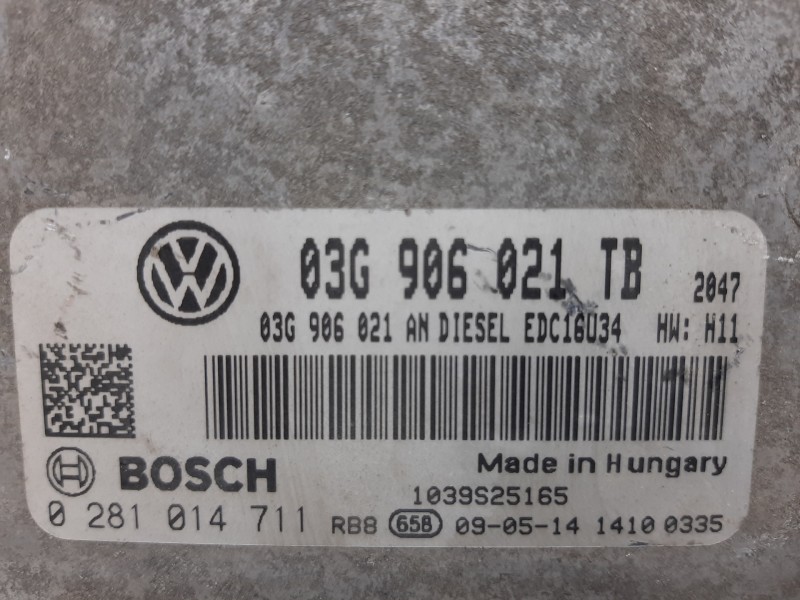 03G 906 021 TB 2047
03G 906 021 AN DIESEL EDC16U34 HW: H11
BOSCH Made in Hungary
1039S25165
0 281 014 711 RB8 658 09-05-14 1410 0335